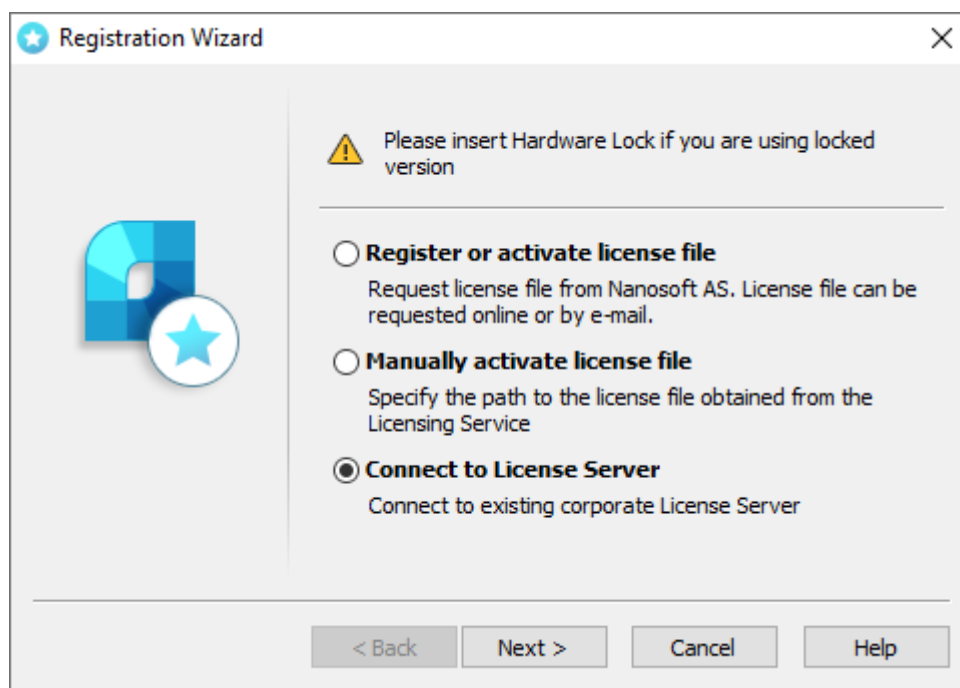 Registration Wizard
Please insert Hardware Lock if you are using locked
version
Register or activate license file
Request license file from Nanosoft AS. License file can be
requested online or by e-mail.
Manually activate license file
Specify the path to the license file obtained from the
Licensing Service
Connect to License Server
Connect to existing corporate License Server
< Back Next > Cancel Help